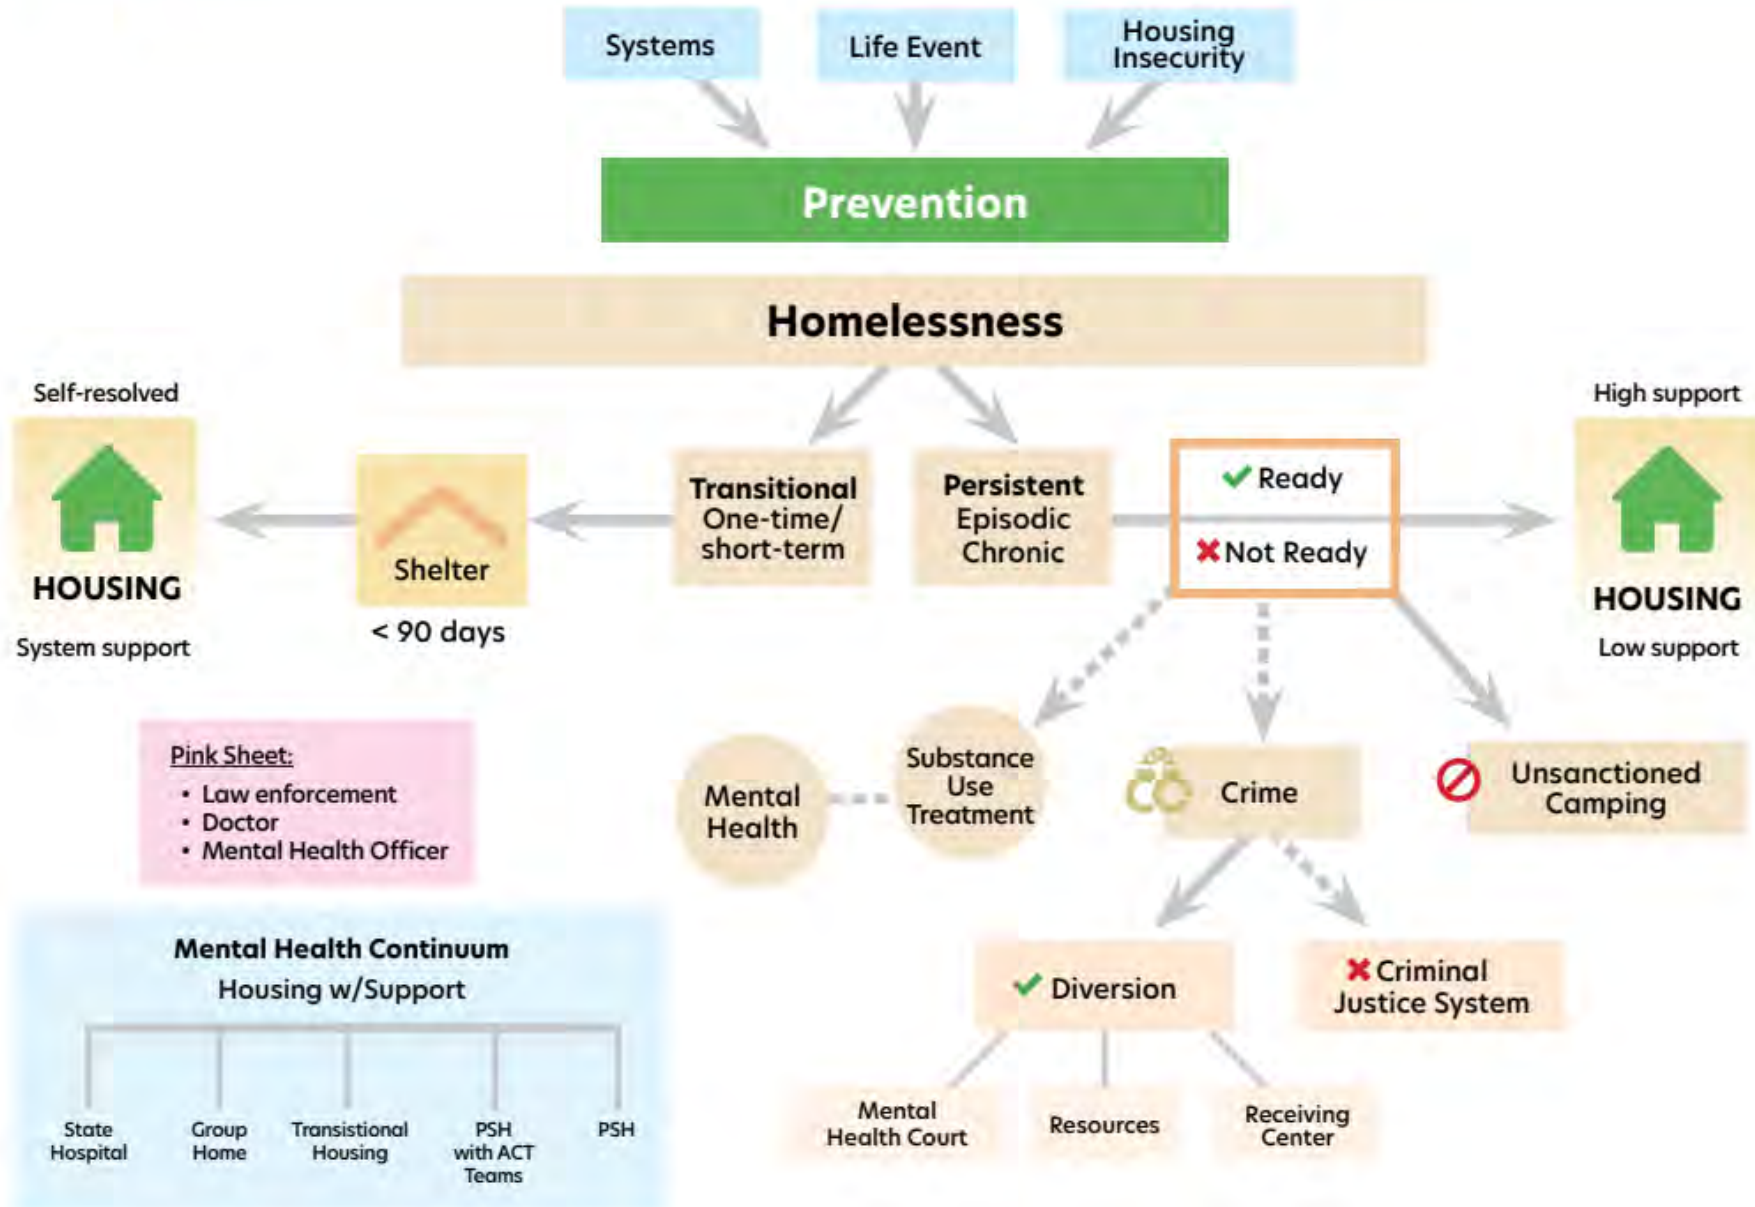 Systems
Life Event
Housing
Insecurity
Prevention
Homelessness
Self-resolved
HOUSING
System support
Shelter
< 90 days
Transitional
One-time/
short-term
Persistent
Episodic
Chronic
Ready
Not Ready
High support
HOUSING
Low support
Pink Sheet:
• Law enforcement
• Doctor
• Mental Health Officer
Mental
Health
Substance
Use
Treatment
Crime
Unsanctioned
Camping
Diversion
Criminal
Justice System
Mental
Health Court
Resources
Receiving
Center
Mental Health Continuum
Housing w/Support
State
Hospital
Group
Home
Transistional
Housing
PSH
with ACT
Teams
PSH